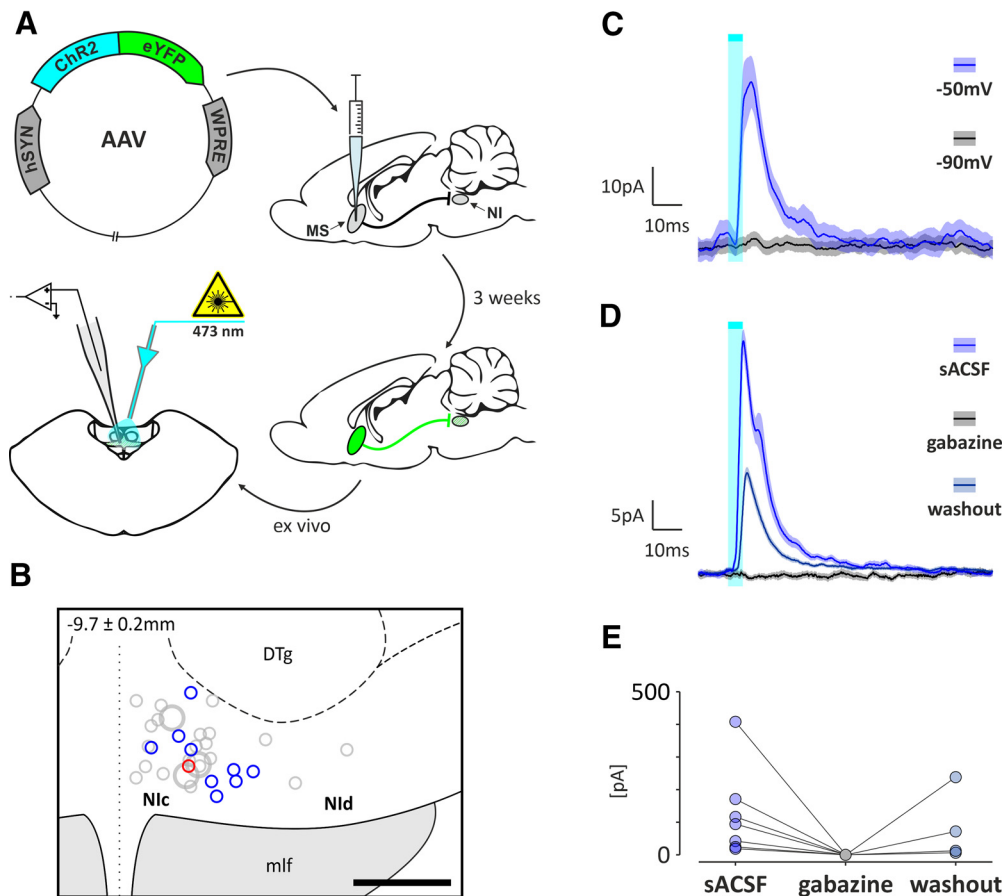 A
ChR2
eYFP
hSYN
WPRE
AAV
MS
NI
3 weeks
473 nm
ex vivo
B
-9.7 ± 0.2mm
DTg
NIc
NId
mlf
C
-50mV
-90mV
10pA
10ms
D
sACSF
gabazine
washout
5pA
10ms
E
500
[pA]
0
sACSF gabazine washout